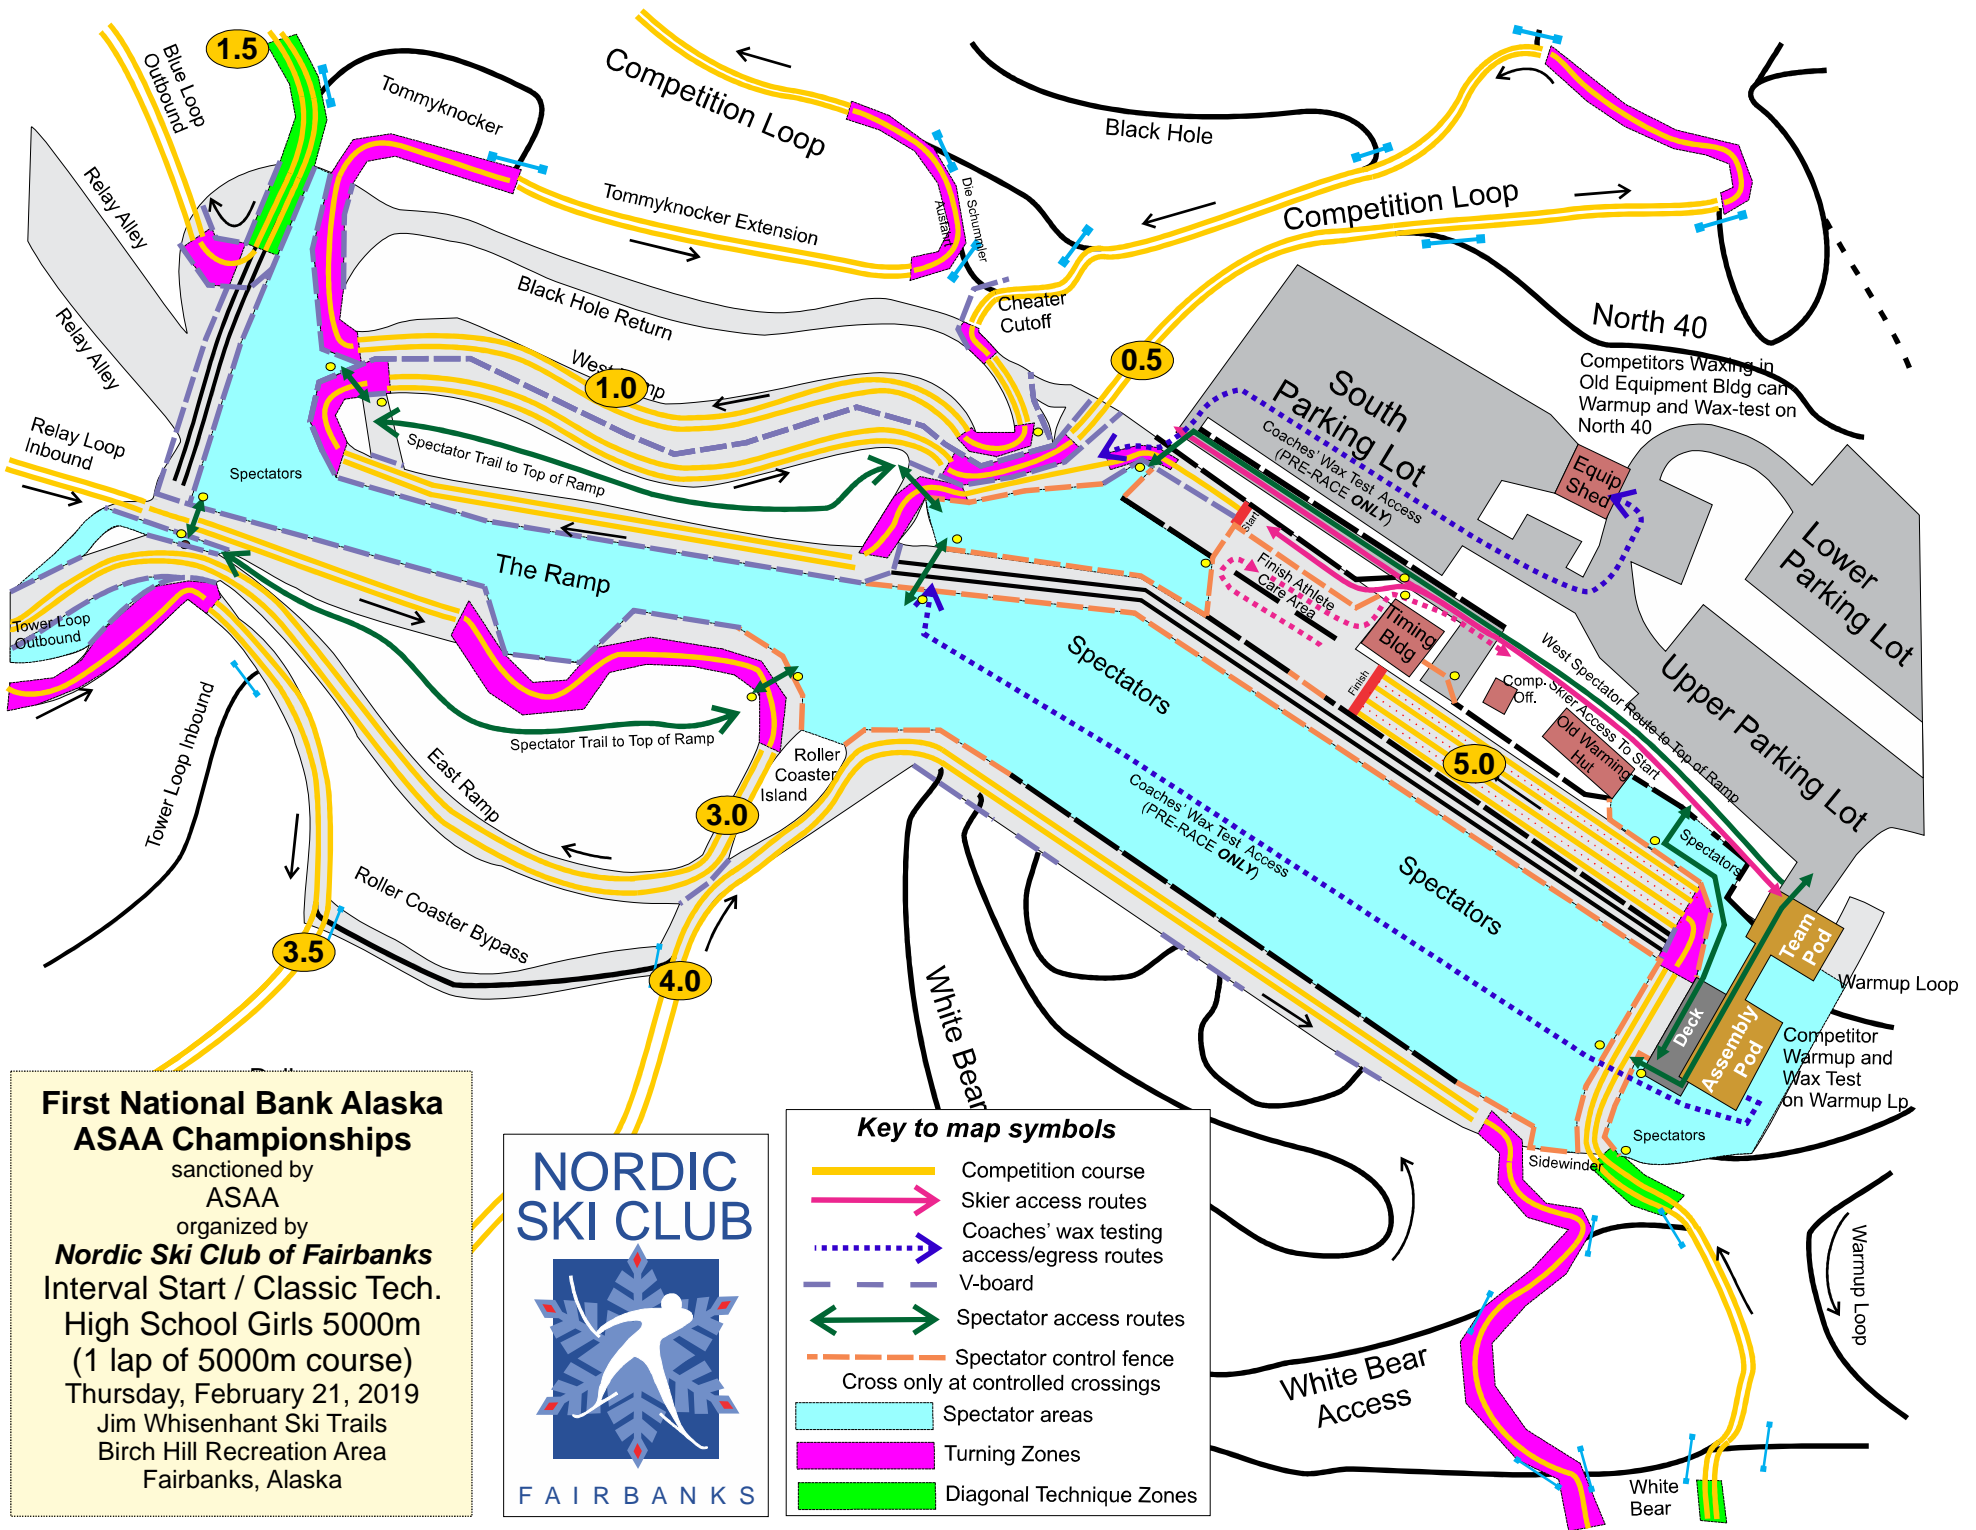 1.5
Blue Loop
Outbound
Tommyknocker
Competition Loop
Black Hole
Relay Alley
Tommyknocker Extension
Ausfahrt
Die Schummler
Competition Loop
Relay Alley
Black Hole Return
Cheater
Cutoff
North 40
Competitors Waxing in
Old Equipment Bldg can
Warmup and Wax-test on
North 40
0.5
1.0
South
Parking Lot
Coaches' Wax Test Access
(PRE-RACE ONLY)
Equip
Shed
Lower
Parking Lot
Relay Loop
Inbound
Spectators
Spectator Trail to Top of Ramp
Start
Finish Athlete
Care Area
The Ramp
Timing
Bldg
Upper Parking Lot
West Spectator Route to Top of Ramp
Skier Access To Start
Comp.
Off.
Old Warming
Hut
Finish
Spectators
Tower Loop
Outbound
Tower Loop Inbound
Spectator Trail to Top of Ramp
East Ramp
Roller
Coaster
Island
3.0
5.0
Coaches' Wax Test Access
(PRE-RACE ONLY)
Spectators
Spectators
Roller Coaster Bypass
3.5
4.0
White Bear
Team
Pod
Deck
Assembly
Pod
Warmup Loop
Competitor
Warmup and
Wax Test
on Warmup Lp.
Spectators
Sidewinder
Warmup Loop
White Bear
Access
White
Bear
First National Bank Alaska
ASAA Championships
sanctioned by
ASAA
organized by
Nordic Ski Club of Fairbanks
Interval Start / Classic Tech.
High School Girls 5000m
(1 lap of 5000m course)
Thursday, February 21, 2019
Jim Whisenhant Ski Trails
Birch Hill Recreation Area
Fairbanks, Alaska
NORDIC
SKI CLUB
FAIRBANKS
Key to map symbols
Competition course
Skier access routes
Coaches' wax testing
access/egress routes
V-board
Spectator access routes
Spectator control fence
Cross only at controlled crossings
Spectator areas
Turning Zones
Diagonal Technique Zones